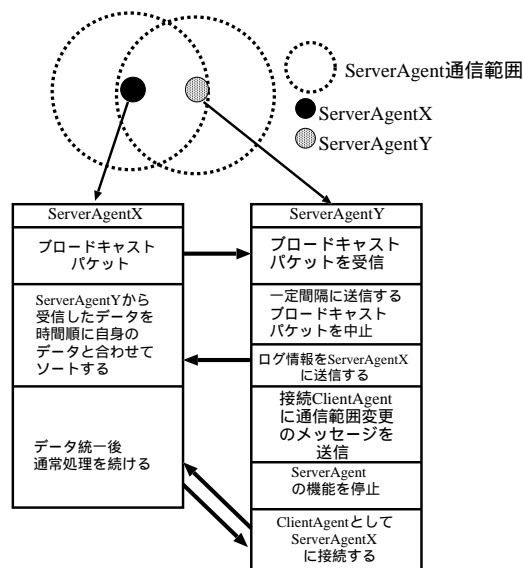 ServerAgent通信範囲
ServerAgentX
ServerAgentY
ServerAgentX
ブロードキャスト
パケット
ServerAgentYから
受信したデータを
時間順に自身の
データと合わせて
ソートする
データ統一後
通常処理を続ける
ServerAgentY
ブロードキャスト
パケットを受信
一定間隔に送信する
ブロードキャスト
パケットを中止
ログ情報をServerAgentX
に送信する
接続ClientAgent
に通信範囲変更
のメッセージを
送信
ServerAgent
の機能を停止
ClientAgentとして
ServerAgentX
に接続する